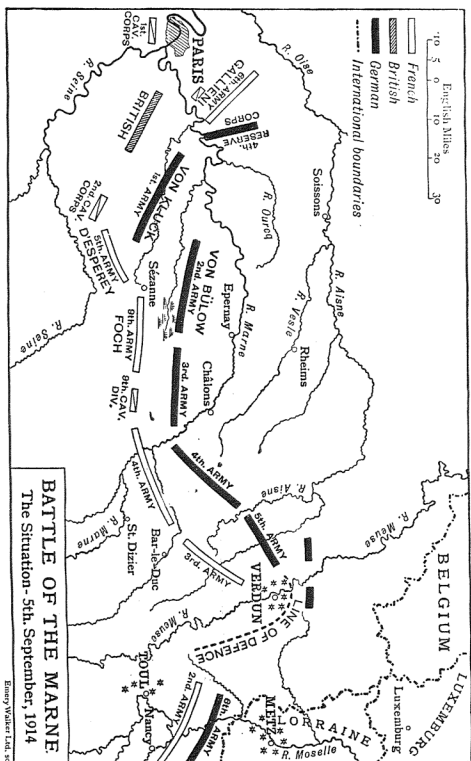 English Miles
10 5 0 10 20 30
French
British
German
International boundaries
R. Oise
Soissons
R. Aisne
R. Vesle
Rheims
R. Ourcq
R. Marne
Epernay
Châlons
PARIS
1st. CAV.
CORPS
R. Seine
6th. ARMY
GALLIENI
4th.
RESERVE
CORPS
BRITISH
VON KLUCK
1st. ARMY
2nd. CAV.
CORPS
5th. ARMY
D'ESPEREY
Sézanne
VON BÜLOW
2nd. ARMY
9th. ARMY
FOCH
R. Seine
3rd. ARMY
9th. CAV.
DIV.
4th. ARMY
4th. ARMY
R. Aisne
5th. ARMY
3rd. ARMY
R. Marne
St. Dizier
Bar-le-Duc
R. Meuse
VERDUN
LINE OF DEFENCE
R. Meuse
BELGIUM
LUXEMBURG
Luxemburg
LORRAINE
METZ
R. Moselle
TOUL
Nancy
2nd. ARMY
6th. ARMY
BATTLE OF THE MARNE
The Situation - 5th. September, 1914
Emery Walker Ltd. sc.